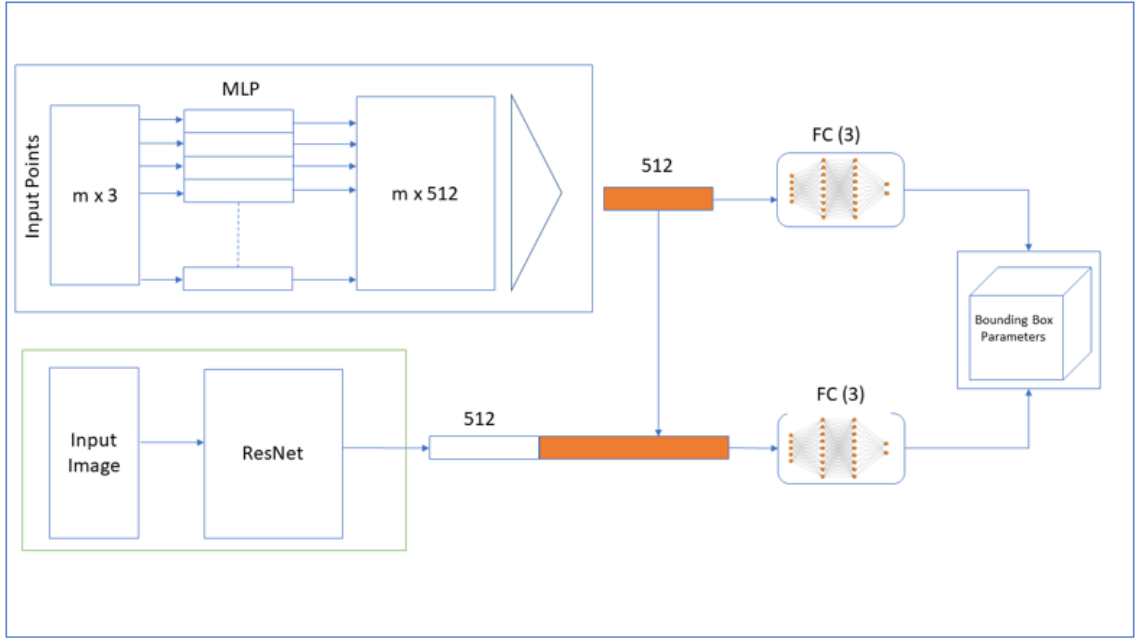 MLP
Input Points
m x 3
m x 512
512
FC (3)
Bounding Box
Parameters
Input
Image
ResNet
512
FC (3)